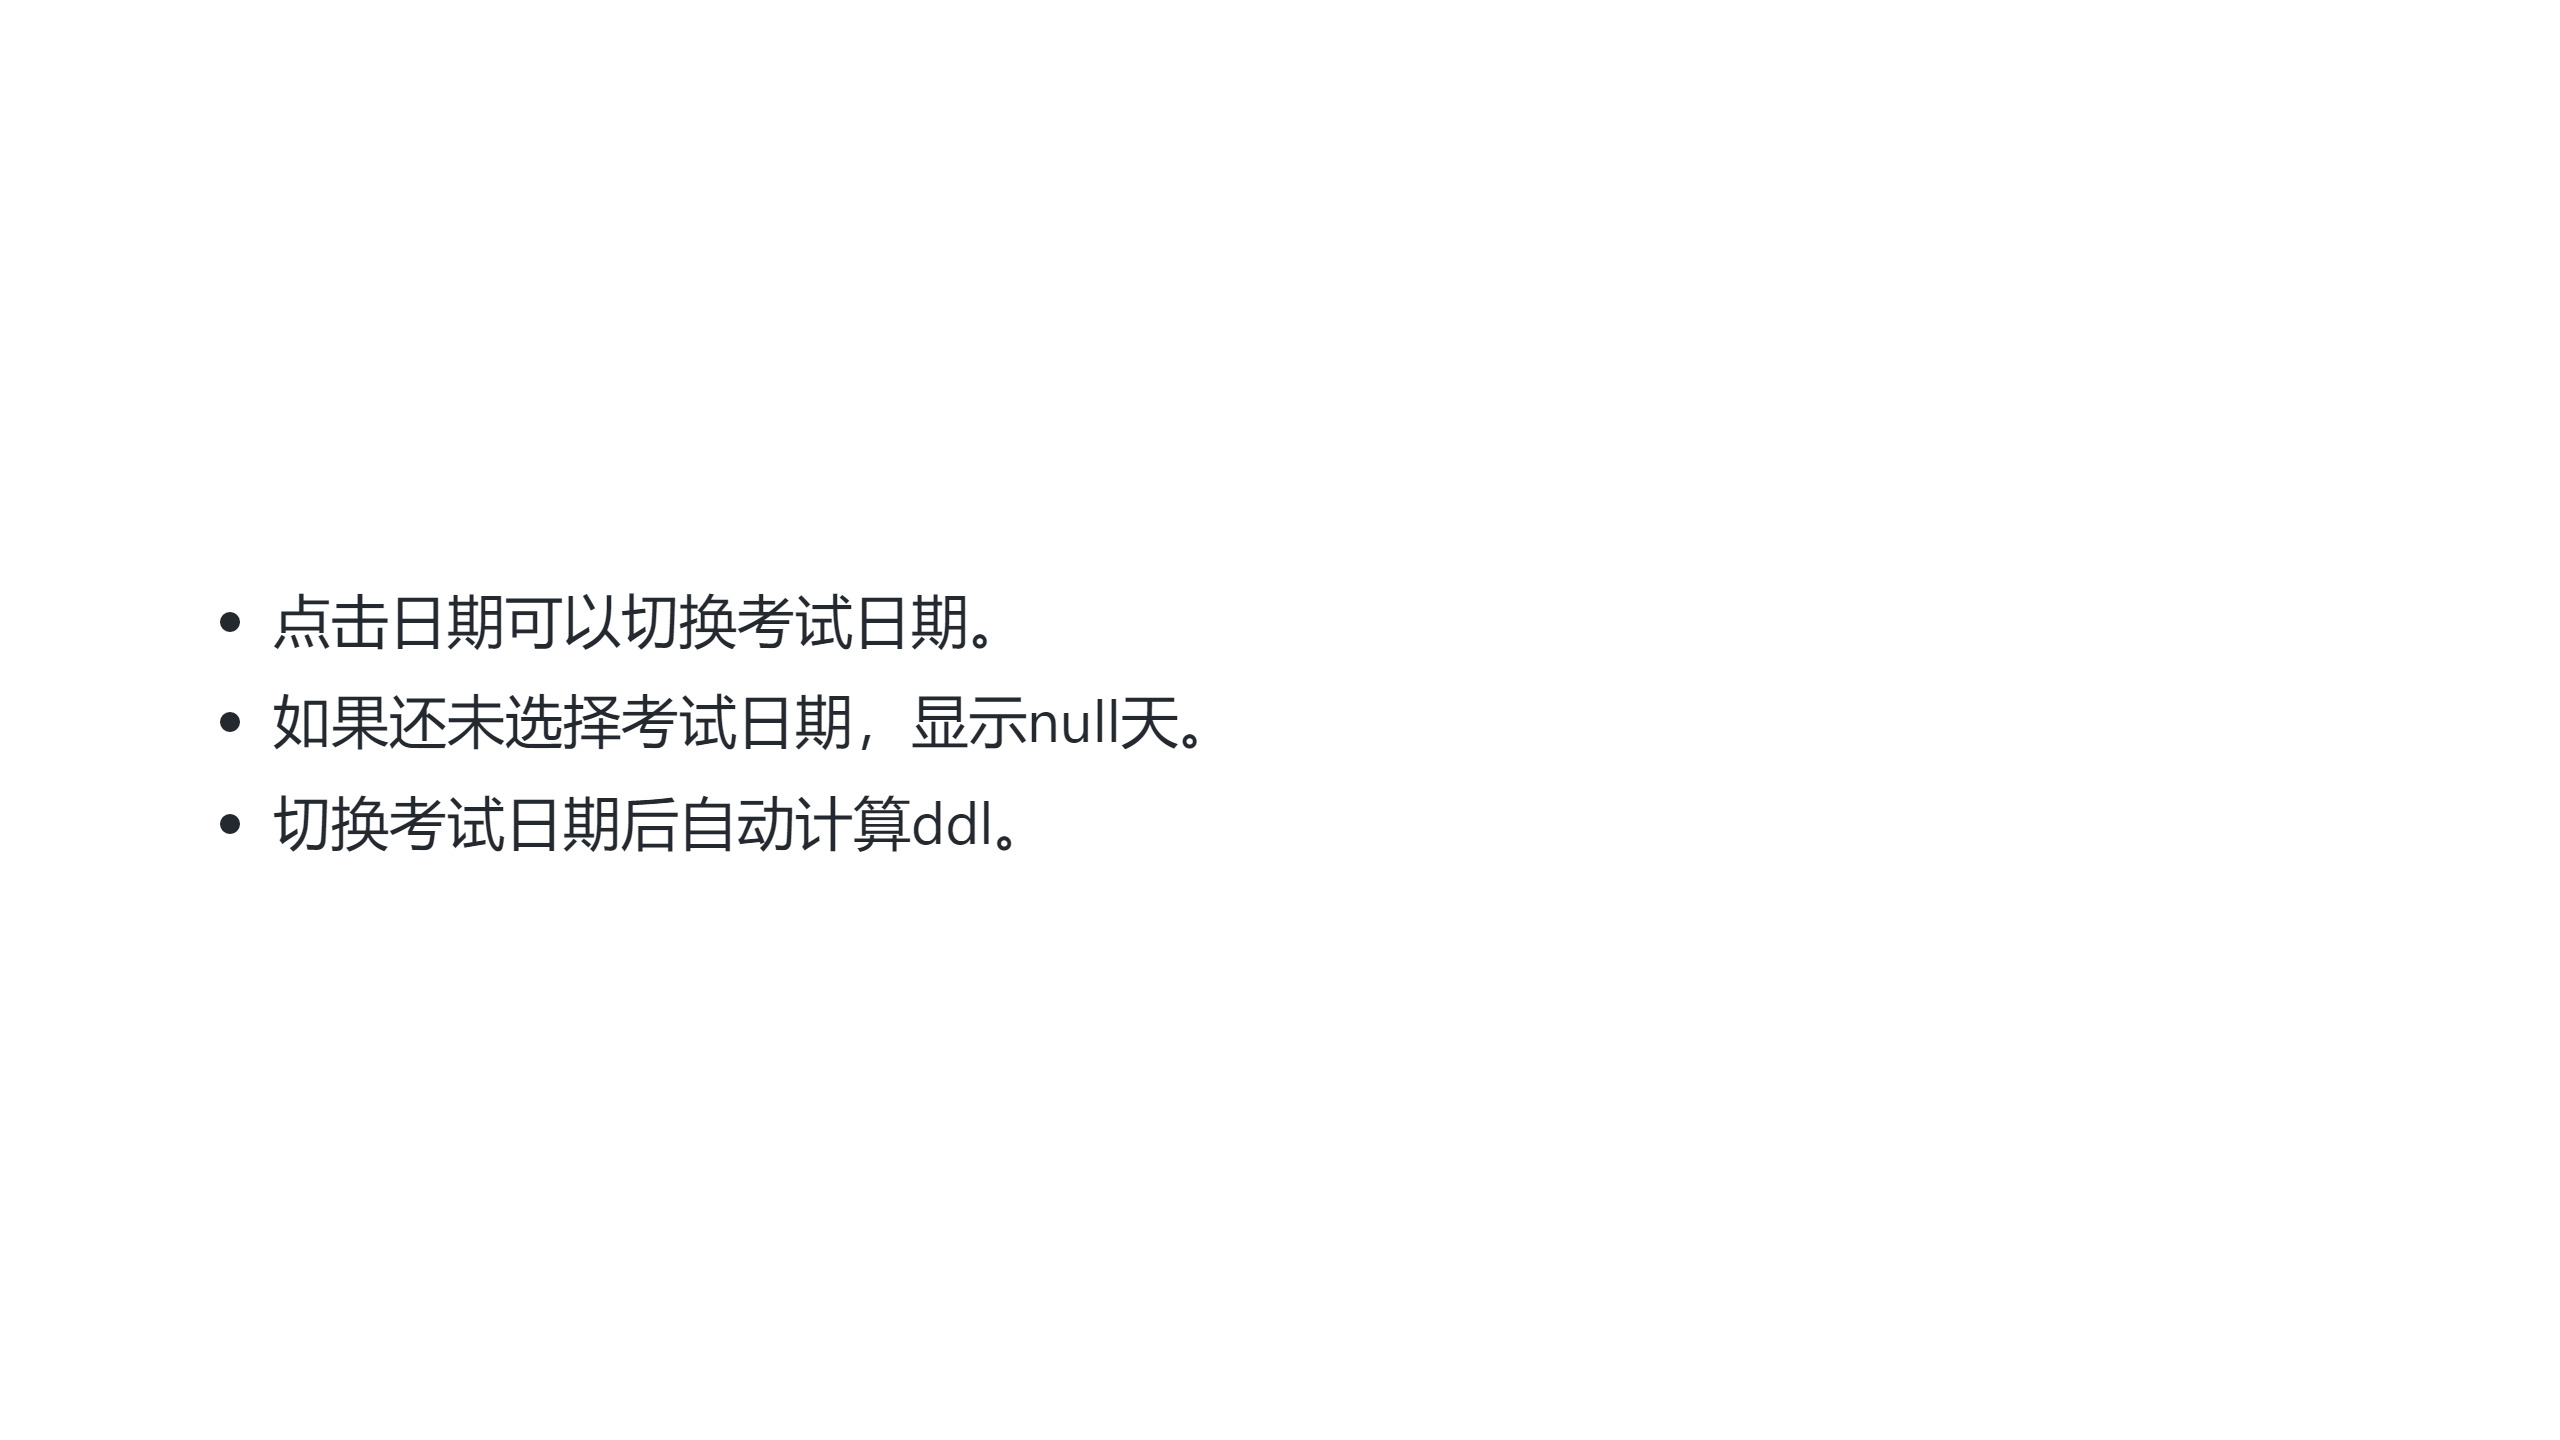 点击日期可以切换考试日期。
如果还未选择考试日期，显示null天。
切换考试日期后自动计算ddl。